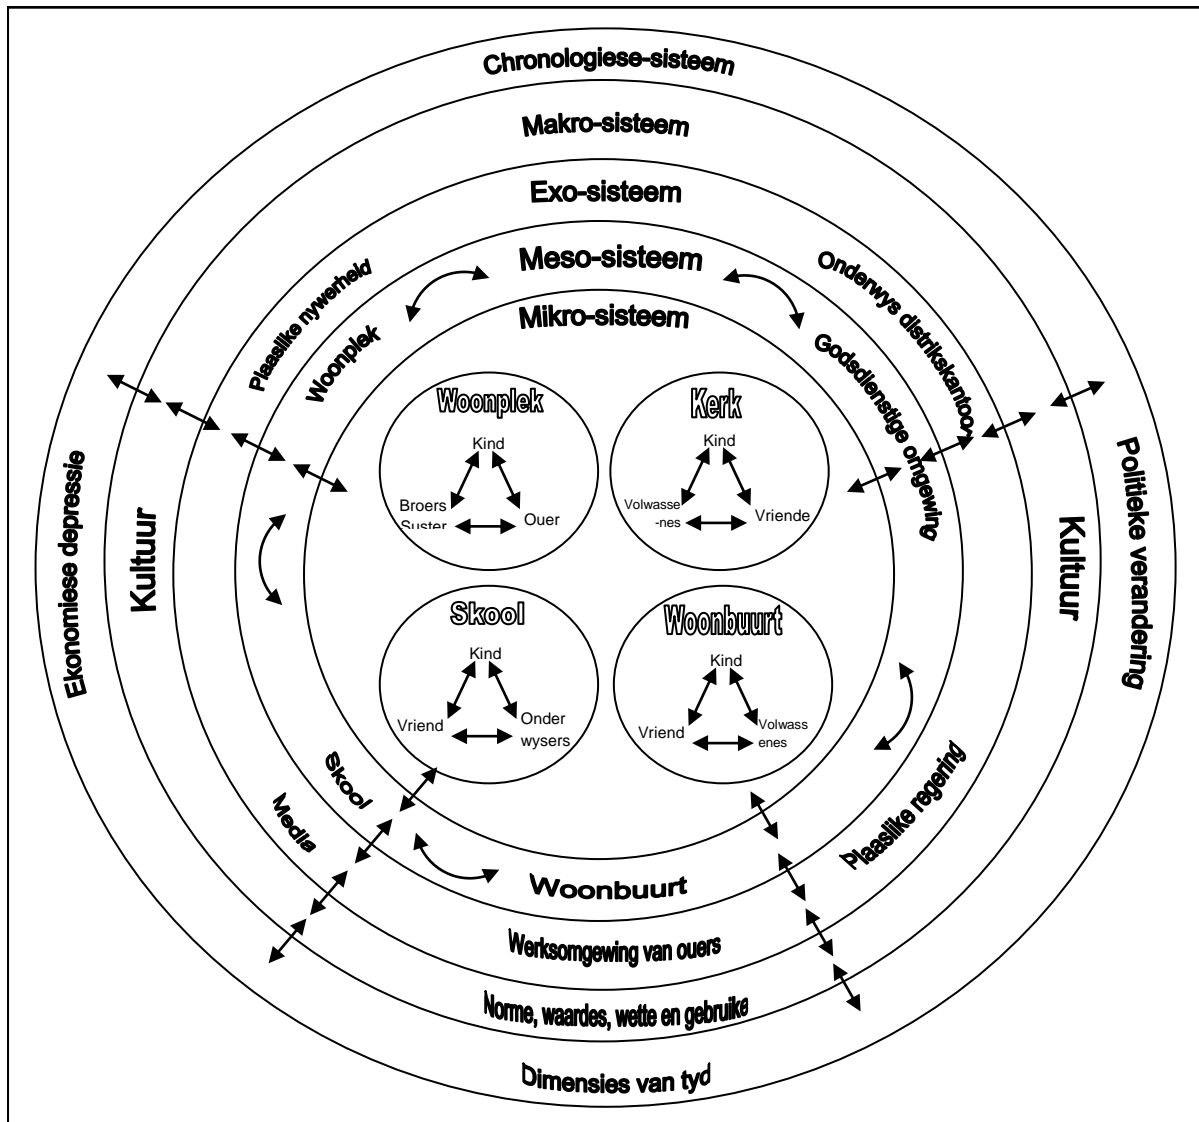 Chronologiese-sisteem
Makro-sisteem
Exo-sisteem
Meso-sisteem
Mikro-sisteem
Plaaslike nywerheid
Woonplek
Onderwys distrikskantoor
Godsdienstige omgewing
Ekonomiese depressie
Kultuur
Kultuur
Politieke verandering
Woonplek
Kind
Broers
Suster
Ouer
Kerk
Kind
Volwasse
-nes
Vriende
Skool
Kind
Vriend
Onder
wysers
Woonbuurt
Kind
Vriend
Volwass
enes
Skool
Media
Plaaslike regering
Woonbuurt
Werksomgewing van ouers
Norme, waardes, wette en gebruike
Dimensies van tyd